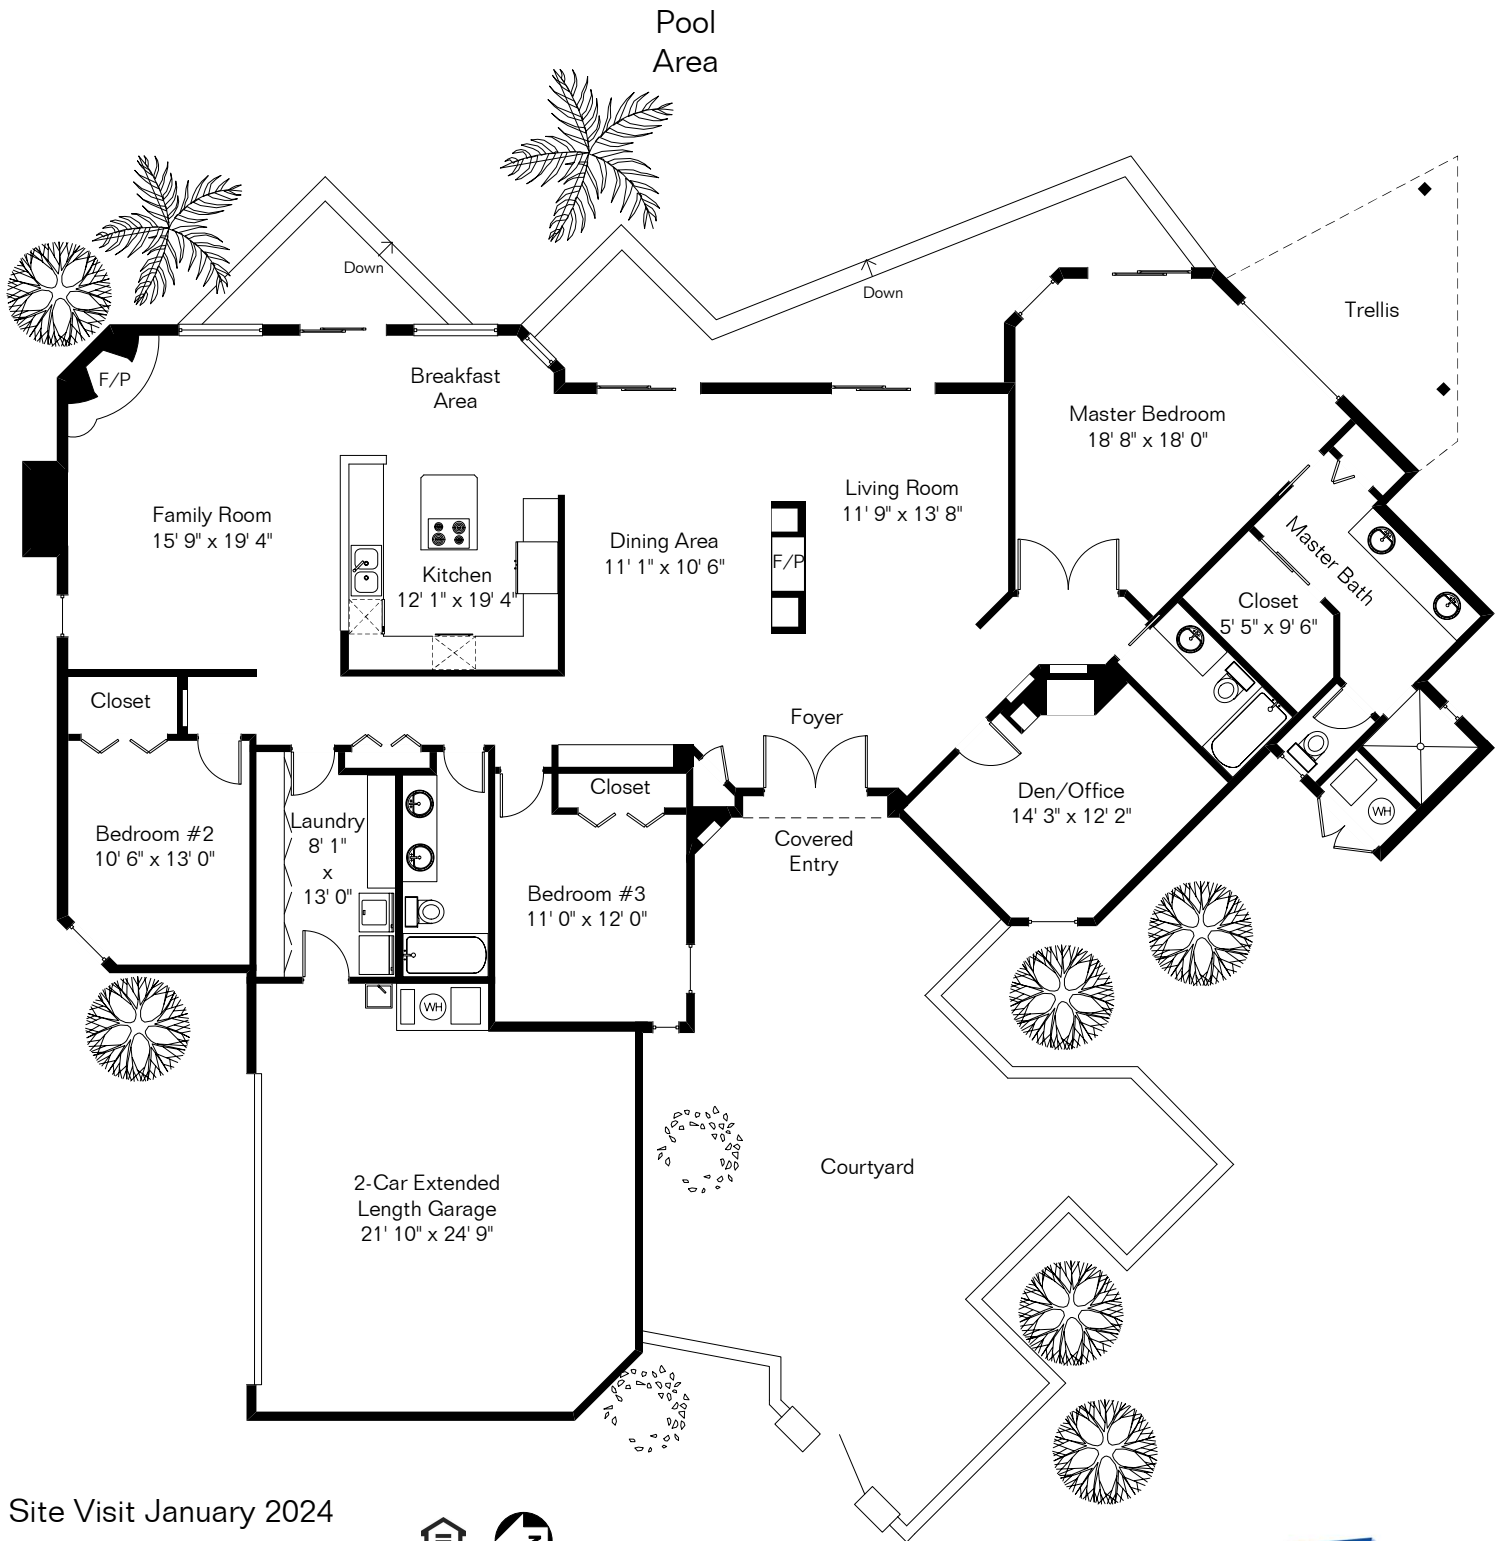 Pool
Area
Down
Down
Trellis
F/P
Breakfast
Area
Master Bedroom
18' 8" x 18' 0"
Living Room
11' 9" x 13' 8"
Family Room
15' 9" x 19' 4"
Dining Area
11' 1" x 10' 6"
F/P
Kitchen
12' 1" x 19' 4"
Master Bath
Closet
5' 5" x 9' 6"
Closet
Foyer
Closet
Den/Office
14' 3" x 12' 2"
WH
Laundry
8' 1"
x
13' 0"
Bedroom #2
10' 6" x 13' 0"
Covered
Entry
Bedroom #3
11' 0" x 12' 0"
WH
Courtyard
2-Car Extended
Length Garage
21' 10" x 24' 9"
Site Visit January 2024